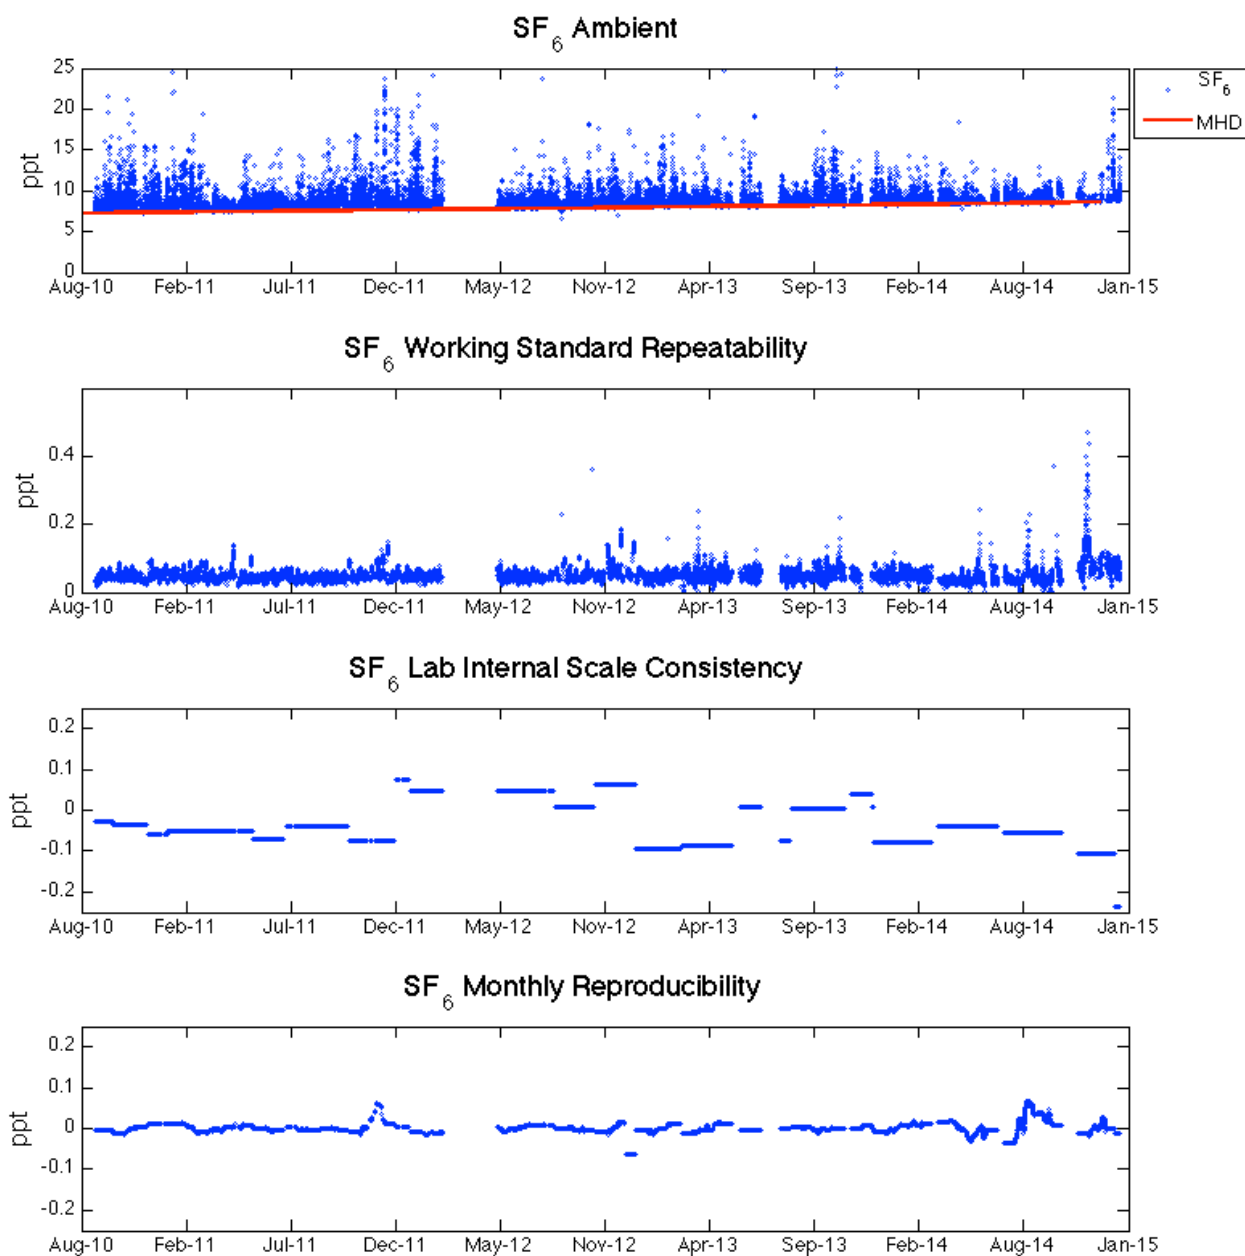 SF6 Ambient
25
20
15
10
5
0
ppt
Aug-10 Feb-11 Jul-11 Dec-11 May-12 Nov-12 Apr-13 Sep-13 Feb-14 Aug-14 Jan-15
SF6
MHD
SF6 Working Standard Repeatability
0.4
0.2
0
ppt
Aug-10 Feb-11 Jul-11 Dec-11 May-12 Nov-12 Apr-13 Sep-13 Feb-14 Aug-14 Jan-15
SF6 Lab Internal Scale Consistency
0.2
0.1
0
-0.1
-0.2
ppt
Aug-10 Feb-11 Jul-11 Dec-11 May-12 Nov-12 Apr-13 Sep-13 Feb-14 Aug-14 Jan-15
SF6 Monthly Reproducibility
0.2
0.1
0
-0.1
-0.2
ppt
Aug-10 Feb-11 Jul-11 Dec-11 May-12 Nov-12 Apr-13 Sep-13 Feb-14 Aug-14 Jan-15